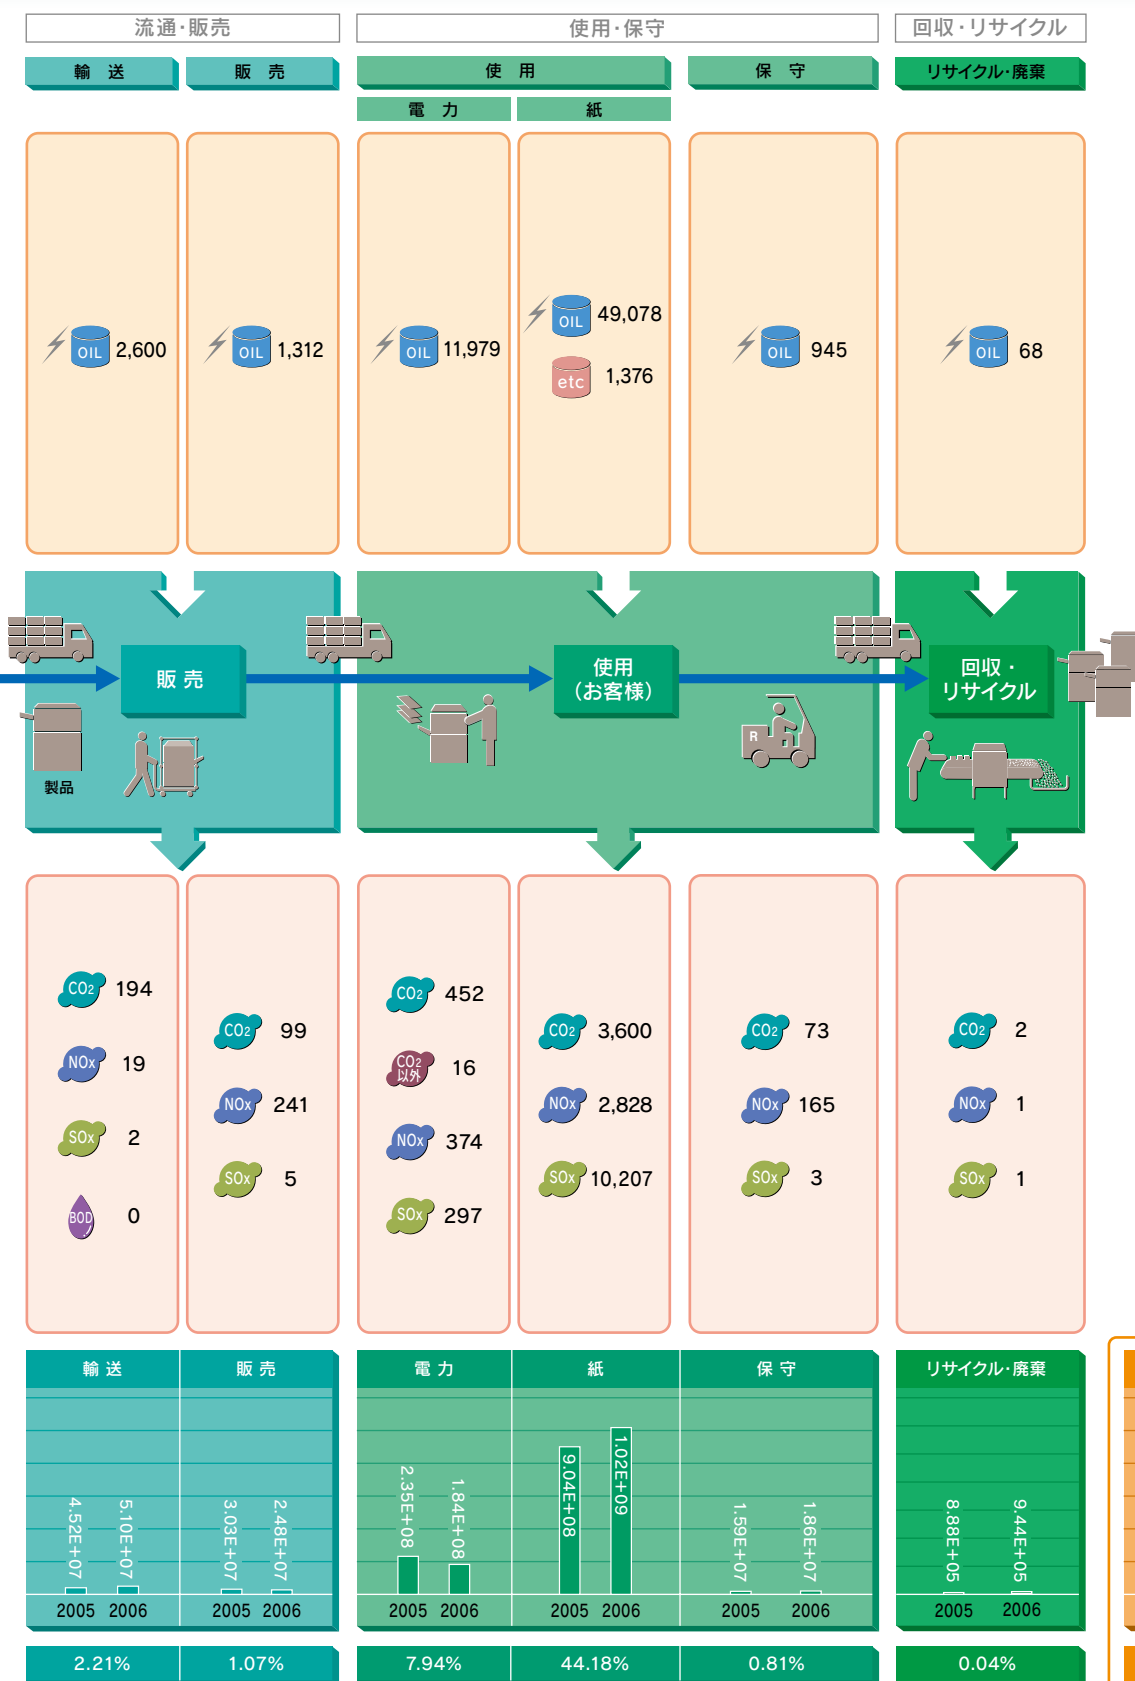 流通・販売
使用・保守
回収・リサイクル
輸 送
販 売
使 用
保 守
リサイクル・廃棄
電 力
紙
OIL 2,600
OIL 1,312
OIL 11,979
OIL 49,078
etc 1,376
OIL 945
OIL 68
販 売
使用
（お客様）
回収・
リサイクル
製品
R
CO2 194
NOx 19
SOx 2
BOD 0
CO2 99
NOx 241
SOx 5
CO2 452
CO2
以外 16
NOx 374
SOx 297
CO2 3,600
NOx 2,828
SOx 10,207
CO2 73
NOx 165
SOx 3
CO2 2
NOx 1
SOx 1
輸 送
販 売
電 力
紙
保 守
リサイクル・廃棄
4.52E+07
5.10E+07
3.03E+07
2.48E+07
2.35E+08
1.84E+08
9.04E+08
1.02E+09
1.59E+07
1.86E+07
8.88E+05
9.44E+05
2005 2006
2005 2006
2005 2006
2005 2006
2005 2006
2005 2006
2.21%
1.07%
7.94%
44.18%
0.81%
0.04%